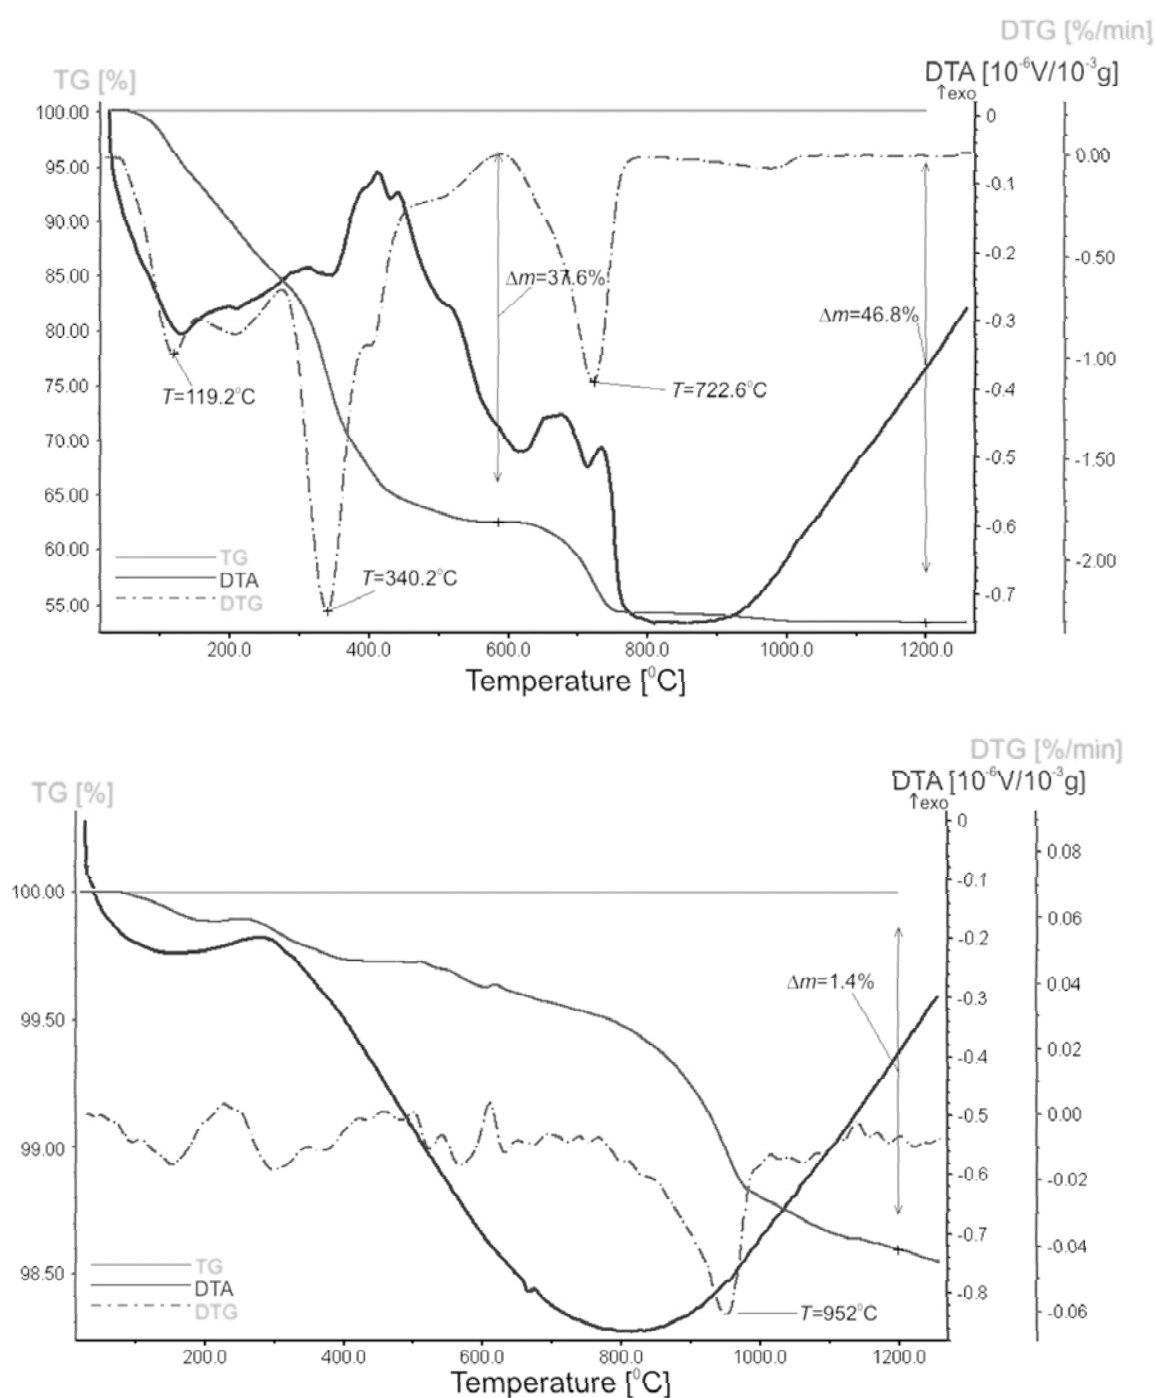 DTG [%/min]
TG [%]
DTA [10⁻⁶V/10⁻³g]
↑exo
100.00
0
95.00
0.00
-0.1
90.00
-0.2
-0.50
85.00
Δm=37.6%
Δm=46.8%
80.00
-0.3
-1.00
T=119.2°C
T=722.6°C
75.00
-0.4
70.00
-0.5
-1.50
65.00
-0.6
60.00
TG
-2.00
DTA
T=340.2°C
-0.7
DTG
55.00
200.0 400.0 600.0 800.0 1000.0 1200.0
Temperature [⁰C]
DTG [%/min]
TG [%]
DTA [10⁻⁶V/10⁻³g]
↑exo
0
0.08
100.00
-0.1
0.06
-0.2
Δm=1.4%
0.04
-0.3
99.50
0.02
-0.4
-0.5
0.00
99.00
-0.6
-0.02
-0.7
-0.04
TG
98.50
DTA
-0.8
DTG
T=952°C
-0.06
200.0 400.0 600.0 800.0 1000.0 1200.0
Temperature [⁰C]